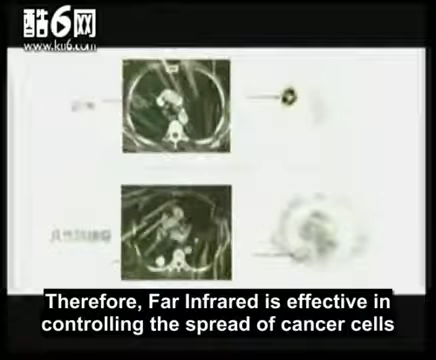 酷6网
www.ku6.com
Therefore, Far Infrared is effective in
controlling the spread of cancer cells